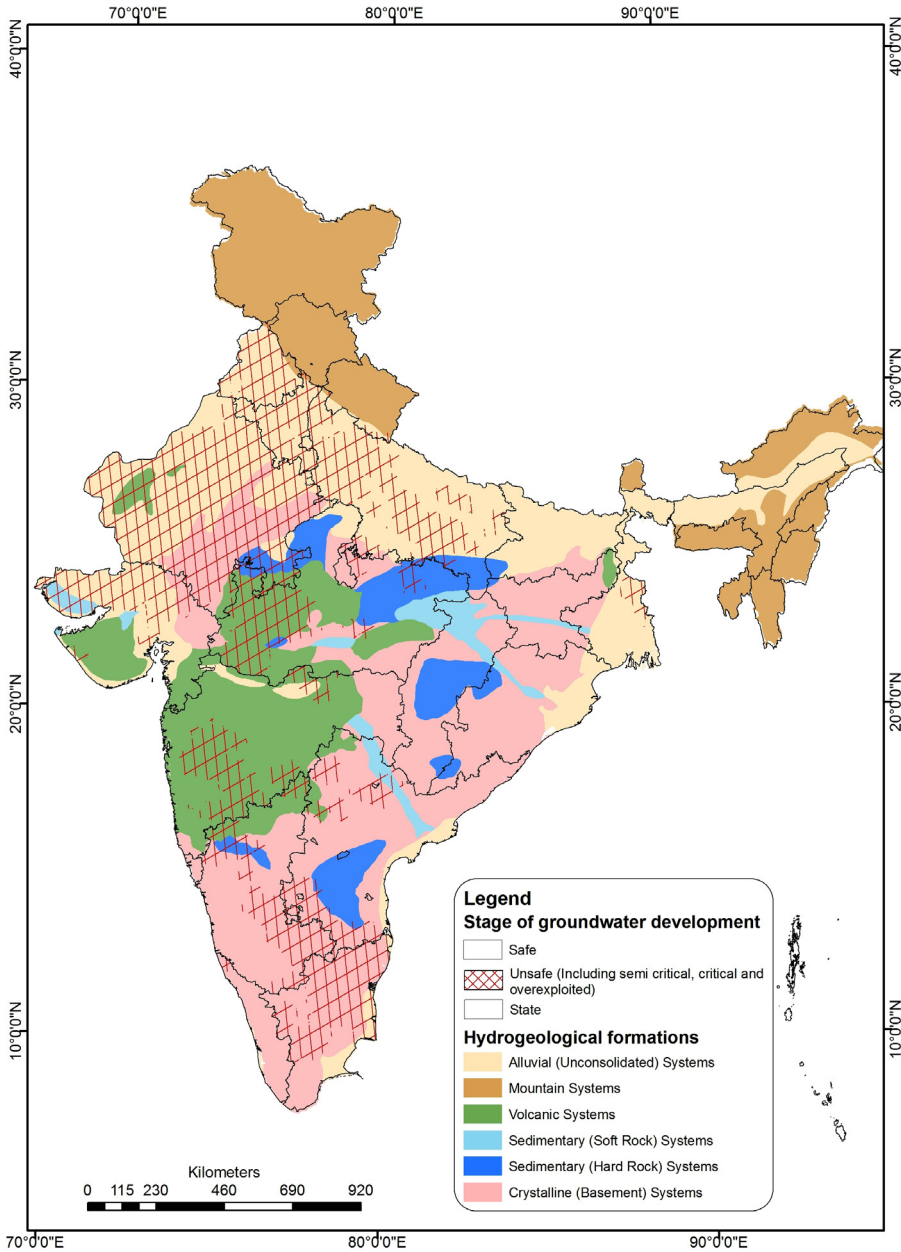 70°0'0"E 80°0'0"E 90°0'0"E
40°0'0"N 40°0'0"N
30°0'0"N 30°0'0"N
20°0'0"N 20°0'0"N
10°0'0"N 10°0'0"N
Legend
Stage of groundwater development
Safe
Unsafe (Including semi critical, critical and
overexploited)
State
Hydrogeological formations
Alluvial (Unconsolidated) Systems
Mountain Systems
Volcanic Systems
Sedimentary (Soft Rock) Systems
Sedimentary (Hard Rock) Systems
Crystalline (Basement) Systems
Kilometers
0 115 230 460 690 920
70°0'0"E 80°0'0"E 90°0'0"E